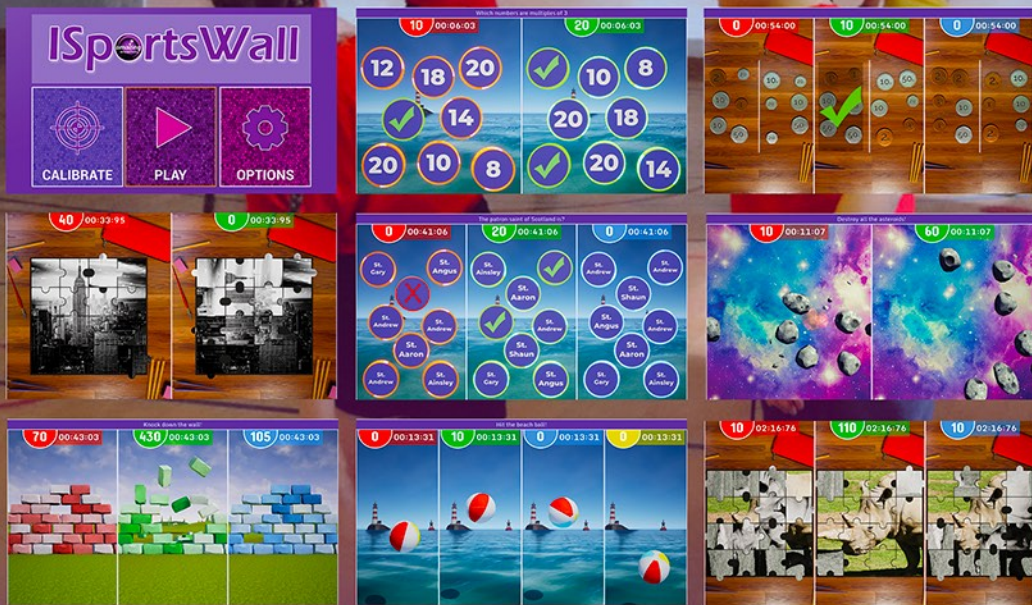 ISportsWall
amazing
CALIBRATE
PLAY
OPTIONS
Which numbers are multiples of 3
10 00:06:03
20 00:06:03
12
18
20
14
20
10
8
10
8
20
18
20
14
0 00:54:00
10 00:54:00
0 00:54:00
40 00:33:95
0 00:33:95
The patron saint of Scotland is?
0 00:41:06
20 00:41:06
0 00:41:06
St. Gary
St. Angus
St. Andrew
St. Andrew
St. Aaron
St. Andrew
St. Ainsley
St. Ainsley
St. Aaron
St. Andrew
St. Shaun
St. Gary
St. Angus
St. Andrew
St. Andrew
St. Shaun
St. Angus
St. Andrew
St. Aaron
St. Gary
St. Ainsley
Destroy all the asteroids!
10 00:11:07
60 00:11:07
Knock down the wall!
70 00:43:03
430 00:43:03
105 00:43:03
Hit the beach ball!
0 00:13:31
10 00:13:31
0 00:13:31
0 00:13:31
10 02:16:76
110 02:16:76
10 02:16:76